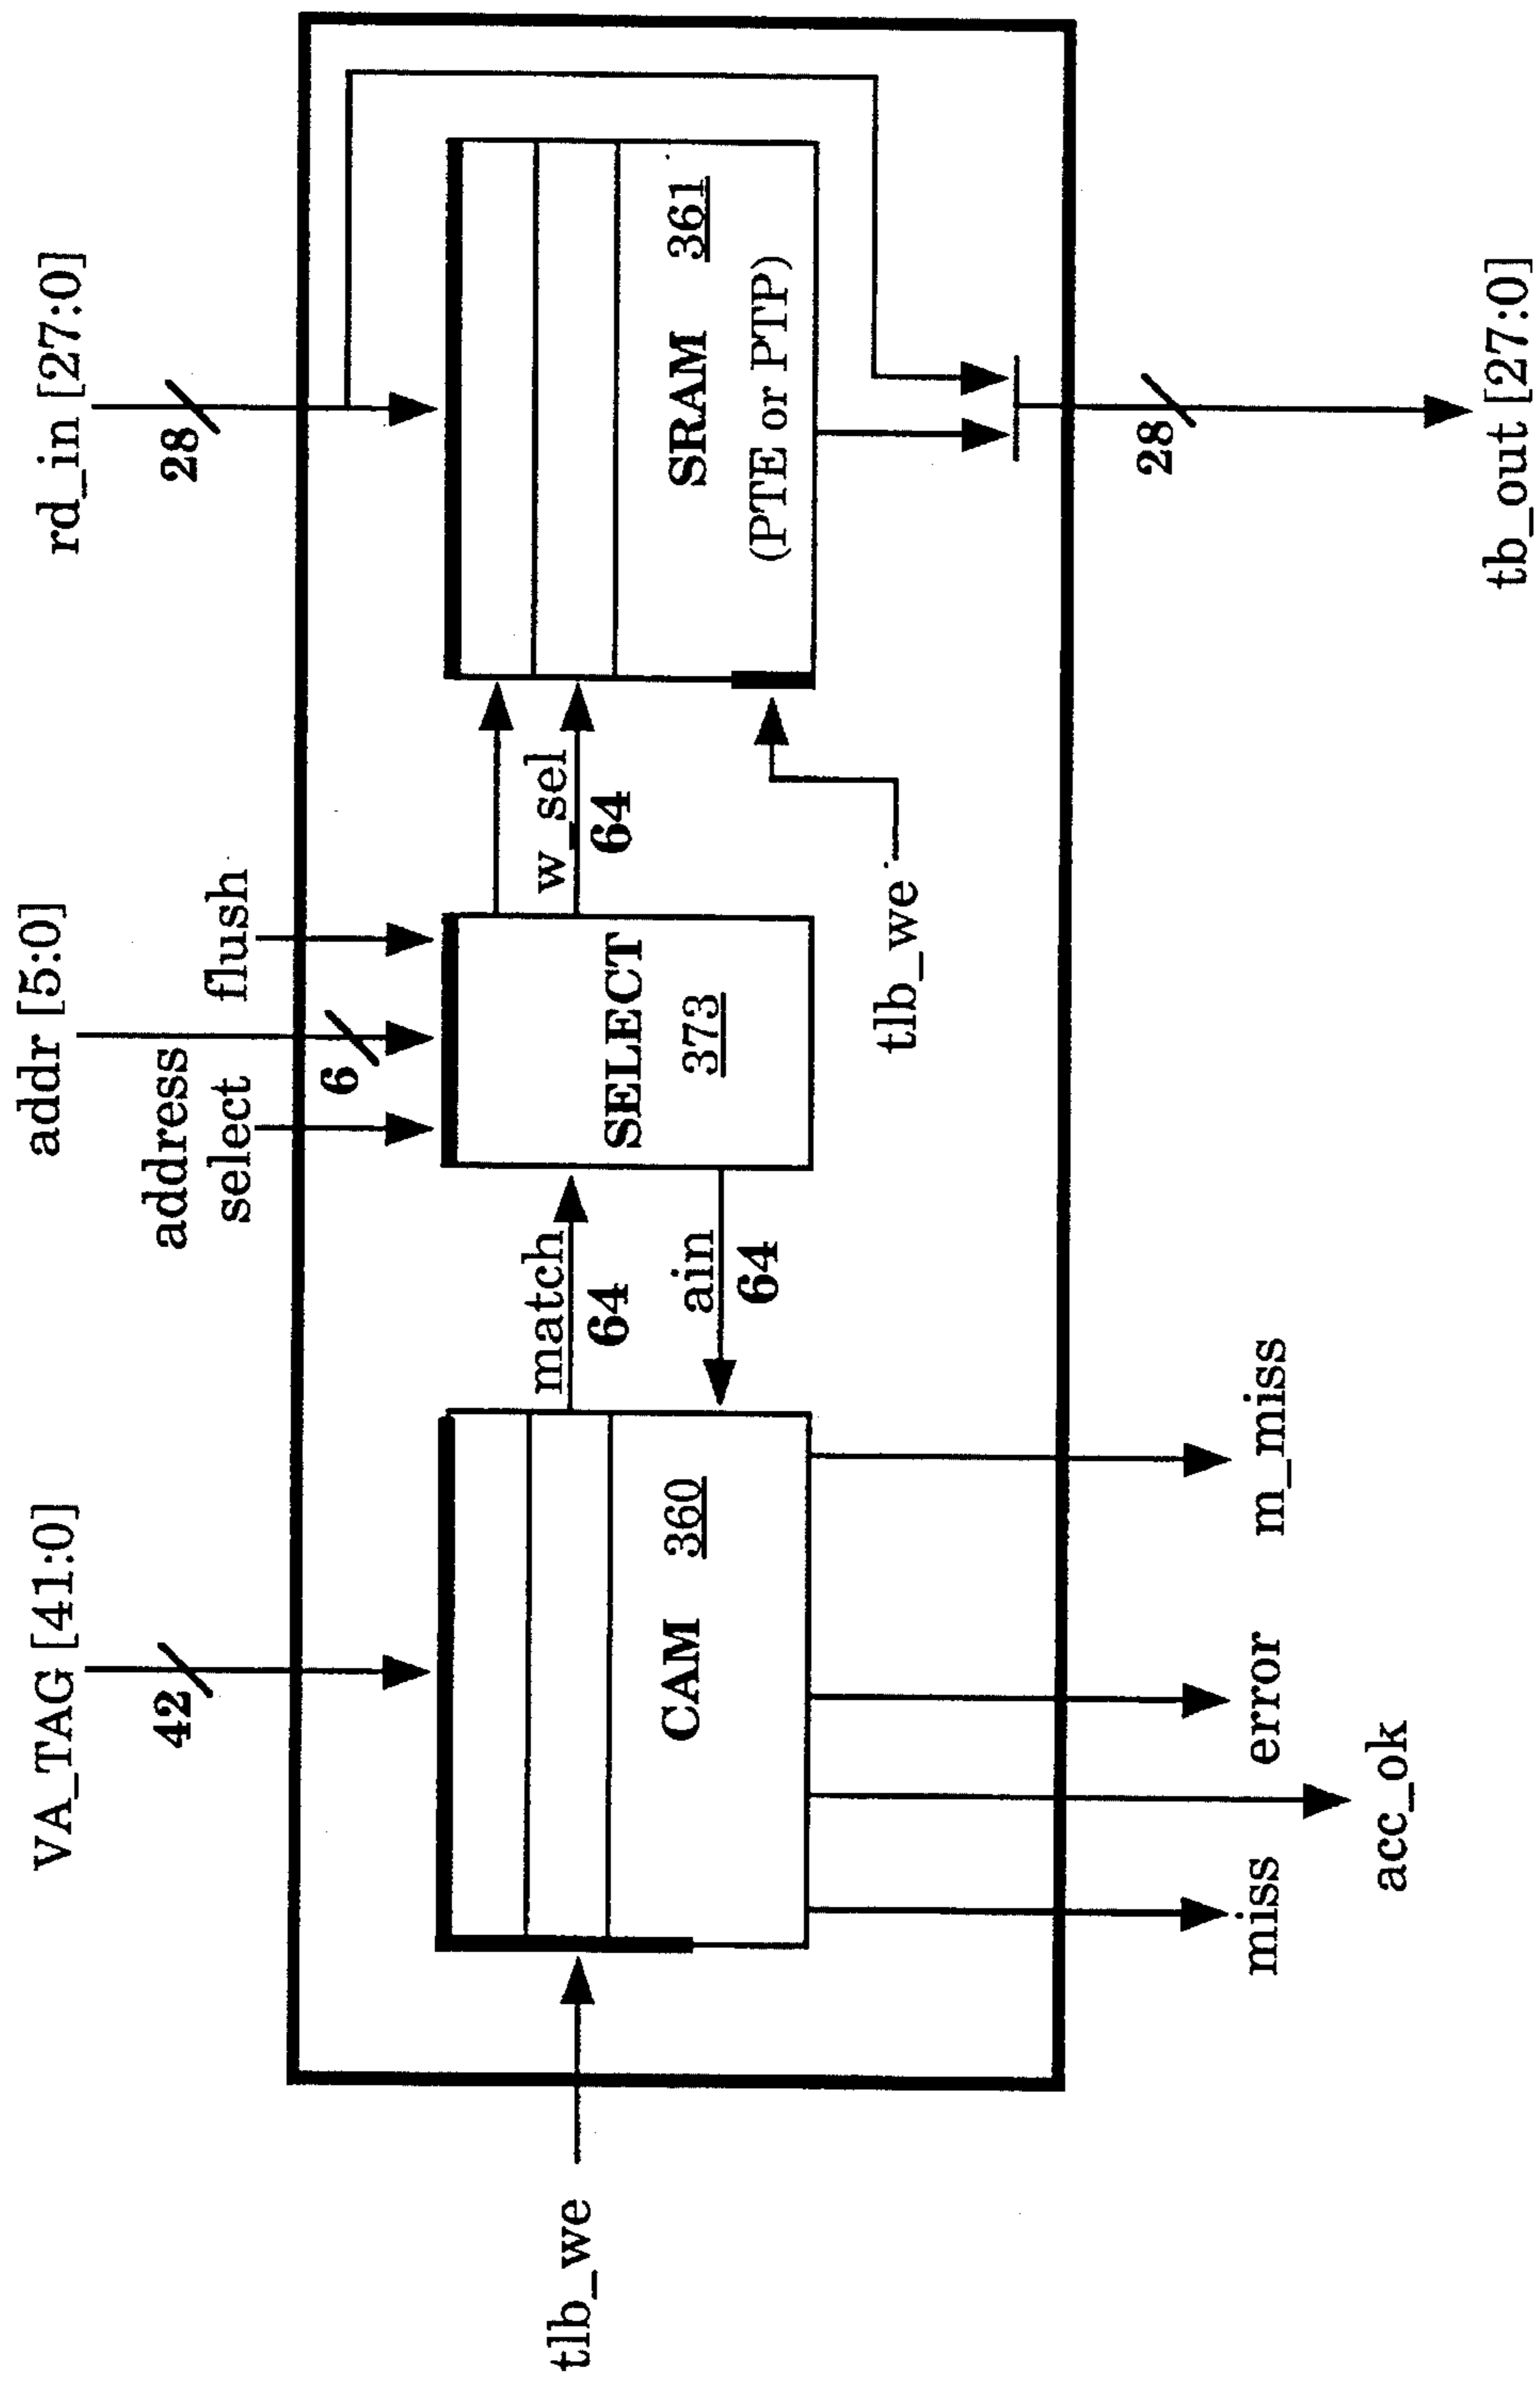 VA_TAG [41:0]
addr [5:0]
rd_in [27:0]
42
address
select
flush
6
28
tlb_we
match
64
w_sel
64
CAM 360
ain
64
SELECT
373
SRAM 361
(PTE or PTP)
tlb_we
miss
error
m_miss
acc_ok
28
tb_out [27:0]